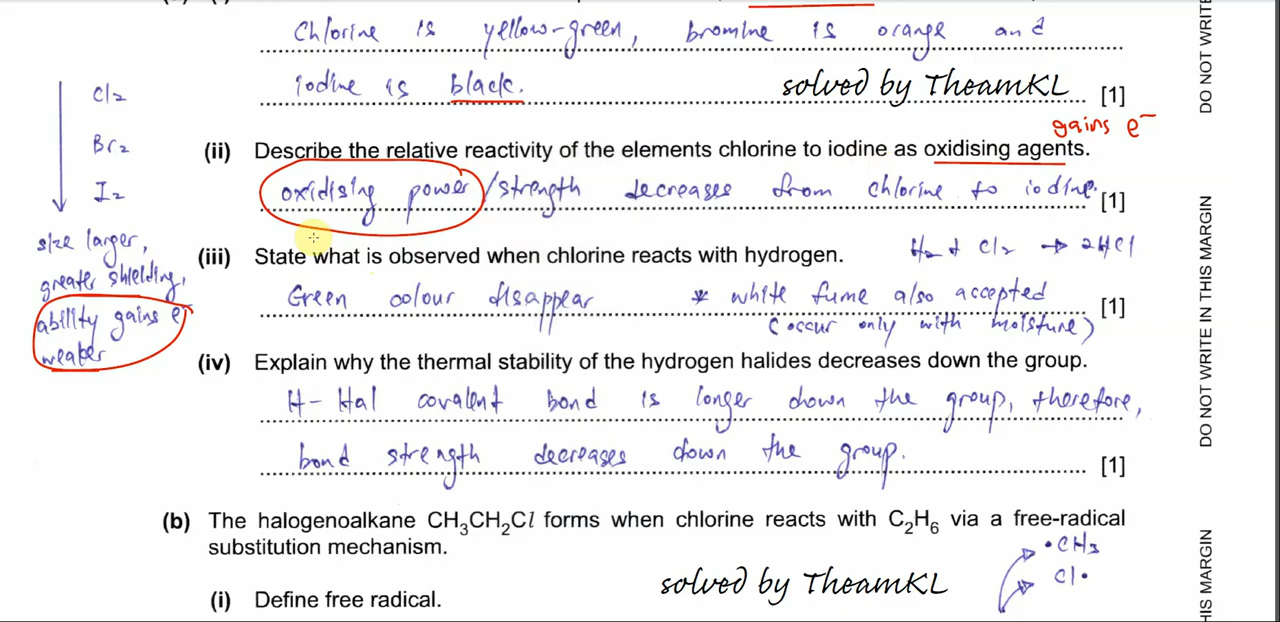 Chlorine is yellow-green, bromine is orange and
iodine is black.
solved by TheamKL
[1]
Cl₂
Br₂
I₂
size larger,
greater shielding,
ability gains e⁻
weaker
gains e⁻
(ii) Describe the relative reactivity of the elements chlorine to iodine as oxidising agents.
oxidising power/strength decreases from chlorine to iodine. [1]
(iii) State what is observed when chlorine reacts with hydrogen.
H₂ + Cl₂ → 2HCl
Green colour disappear
* white fume also accepted
(occur only with moisture)
[1]
(iv) Explain why the thermal stability of the hydrogen halides decreases down the group.
H-Hal covalent bond is longer down the group, therefore,
bond strength decreases down the group.
[1]
(b) The halogenoalkane CH₃CH₂Cl forms when chlorine reacts with C₂H₆ via a free-radical
substitution mechanism.
•CH₃
Cl•
solved by TheamKL
(i) Define free radical.
DO NOT WRITE
DO NOT WRITE IN THIS MARGIN
HIS MARGIN